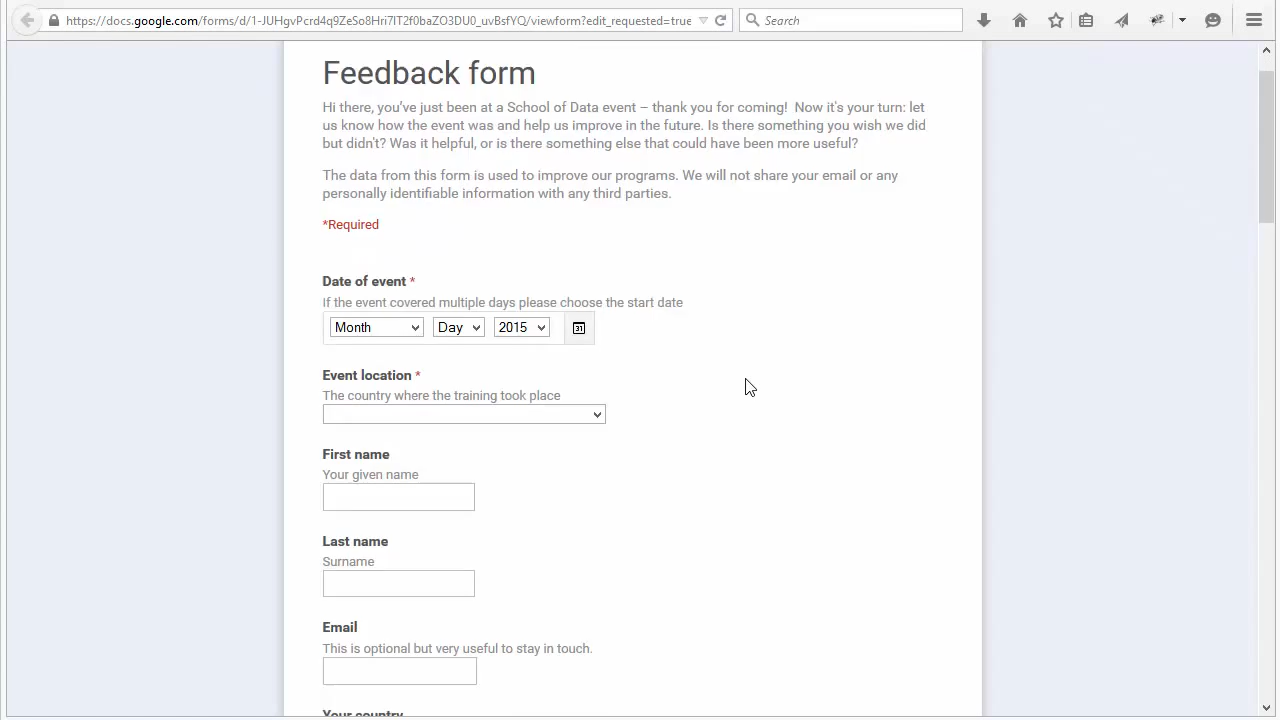 https://docs.google.com/forms/d/1-JUHgvPcrd4q9ZeSo8Hri7IT2f0baZO3DU0_uvBsfYQ/viewform?edit_requested=true
Search
Feedback form
Hi there, you've just been at a School of Data event – thank you for coming!  Now it's your turn: let
us know how the event was and help us improve in the future. Is there something you wish we did
but didn't? Was it helpful, or is there something else that could have been more useful?
The data from this form is used to improve our programs. We will not share your email or any
personally identifiable information with any third parties.
*Required
Date of event *
If the event covered multiple days please choose the start date
Month Day 2015 31
Event location *
The country where the training took place
First name
Your given name
Last name
Surname
Email
This is optional but very useful to stay in touch.
Your country